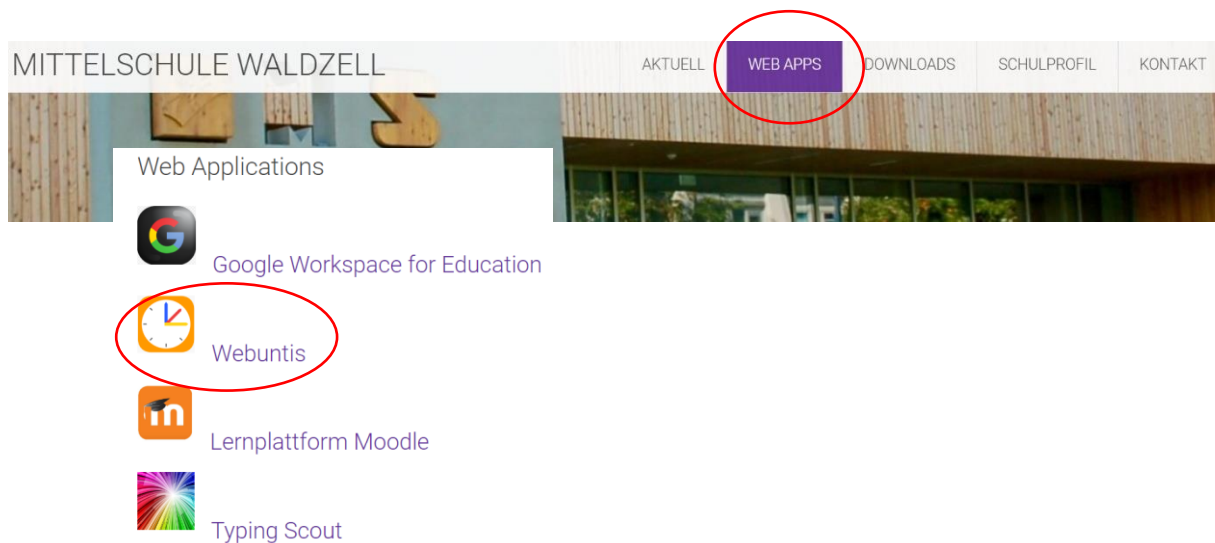 MITTELSCHULE WALDZELL
AKTUELL WEB APPS DOWNLOADS SCHULPROFIL KONTAKT
MS
Web Applications
G
Google Workspace for Education
Webuntis
m
Lernplattform Moodle
Typing Scout